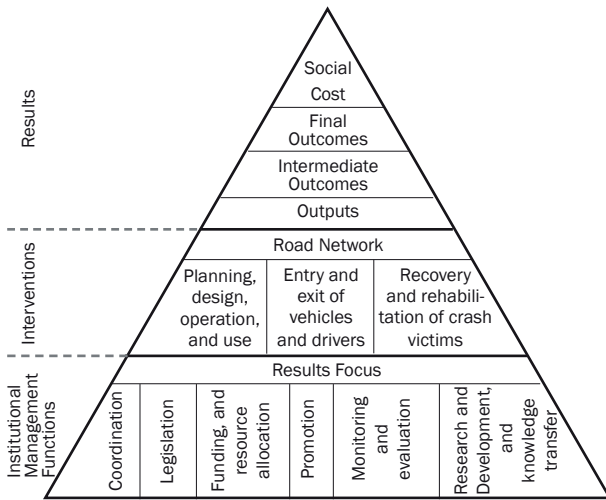 Results
Social
Cost
Final
Outcomes
Intermediate
Outcomes
Outputs
Interventions
Road Network
Planning,
design,
operation,
and use
Entry and
exit of
vehicles
and drivers
Recovery
and rehabili-
tation of crash
victims
Institutional
Management
Functions
Results Focus
Coordination
Legislation
Funding, and
resource
allocation
Promotion
Monitoring
and
evaluation
Research and
Development,
and
knowledge
transfer